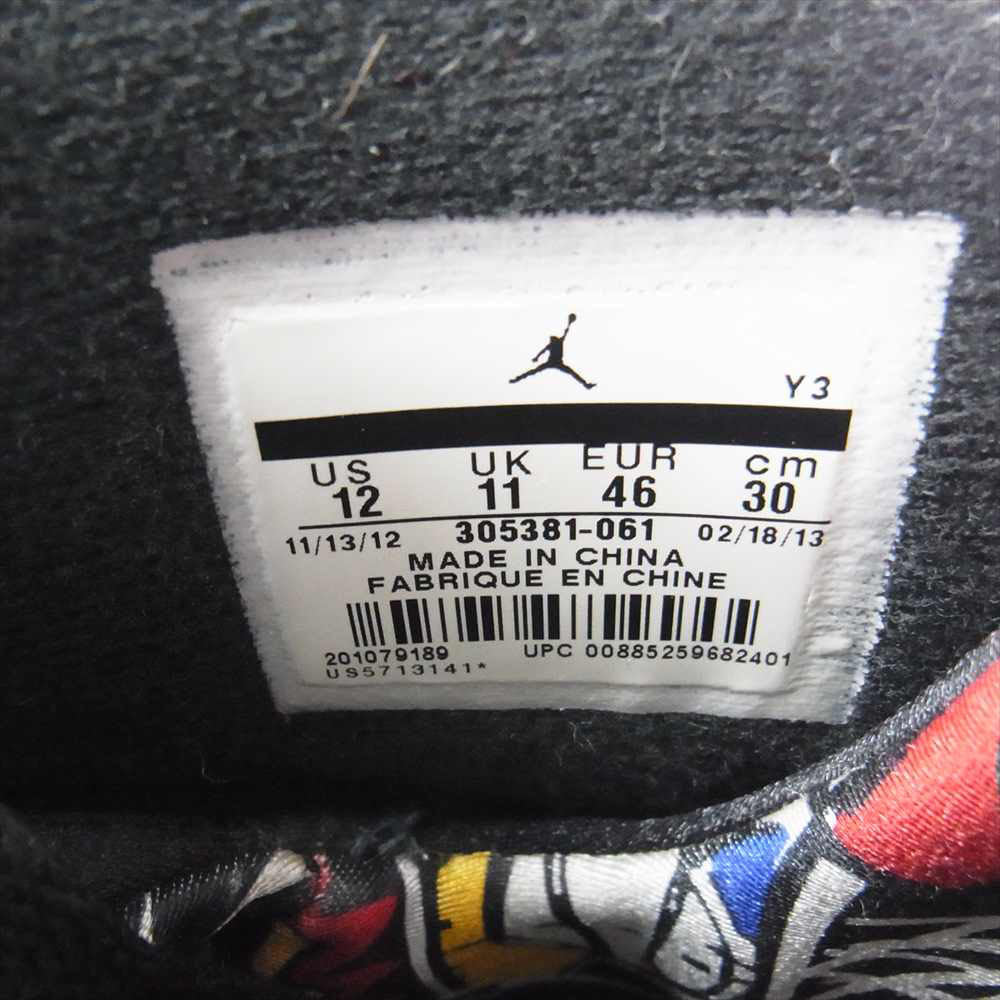 Y3
US UK EUR cm
12 11 46 30
11/13/12 305381-061 02/18/13
MADE IN CHINA
FABRIQUE EN CHINE
201079189 UPC 00885259682401
US5713141*